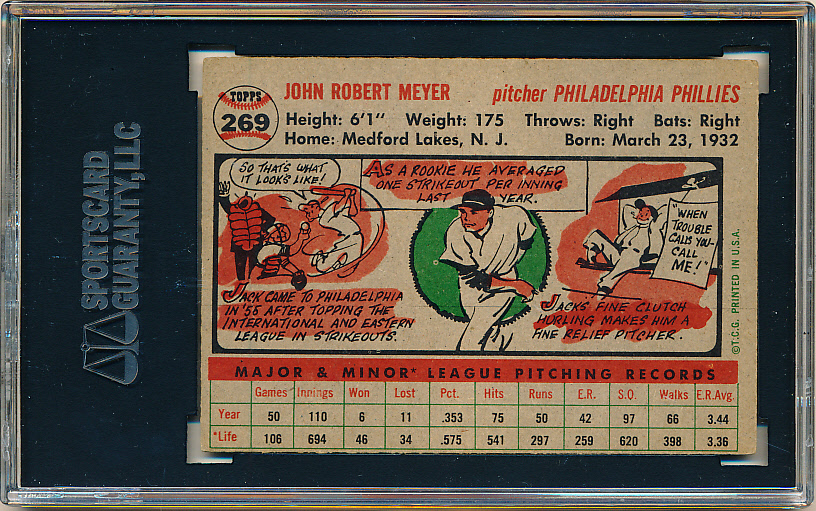 SPORTSCARD
GUARANTY, LLC
TOPPS
269
JOHN ROBERT MEYER pitcher PHILADELPHIA PHILLIES
Height: 6'1" Weight: 175 Throws: Right Bats: Right
Home: Medford Lakes, N. J. Born: March 23, 1932
SO THAT'S WHAT
IT LOOKS LIKE!
JACK CAME TO PHILADELPHIA
IN '55 AFTER TOPPING THE
INTERNATIONAL AND EASTERN
LEAGUE IN STRIKEOUTS.
AS A ROOKIE HE AVERAGED
ONE STRIKEOUT PER INNING
LAST YEAR.
"WHEN
TROUBLE
CALLS YOU-
CALL
ME!"
JACK'S FINE CLUTCH
HURLING MAKES HIM A
FINE RELIEF PITCHER.
©T.C.G. PRINTED IN U.S.A.
MAJOR & MINOR* LEAGUE PITCHING RECORDS
Games Innings Won Lost Pct. Hits Runs E.R. S.O. Walks E.R.Avg.
Year 50 110 6 11 .353 75 50 42 97 66 3.44
*Life 106 694 46 34 .575 541 297 259 620 398 3.36